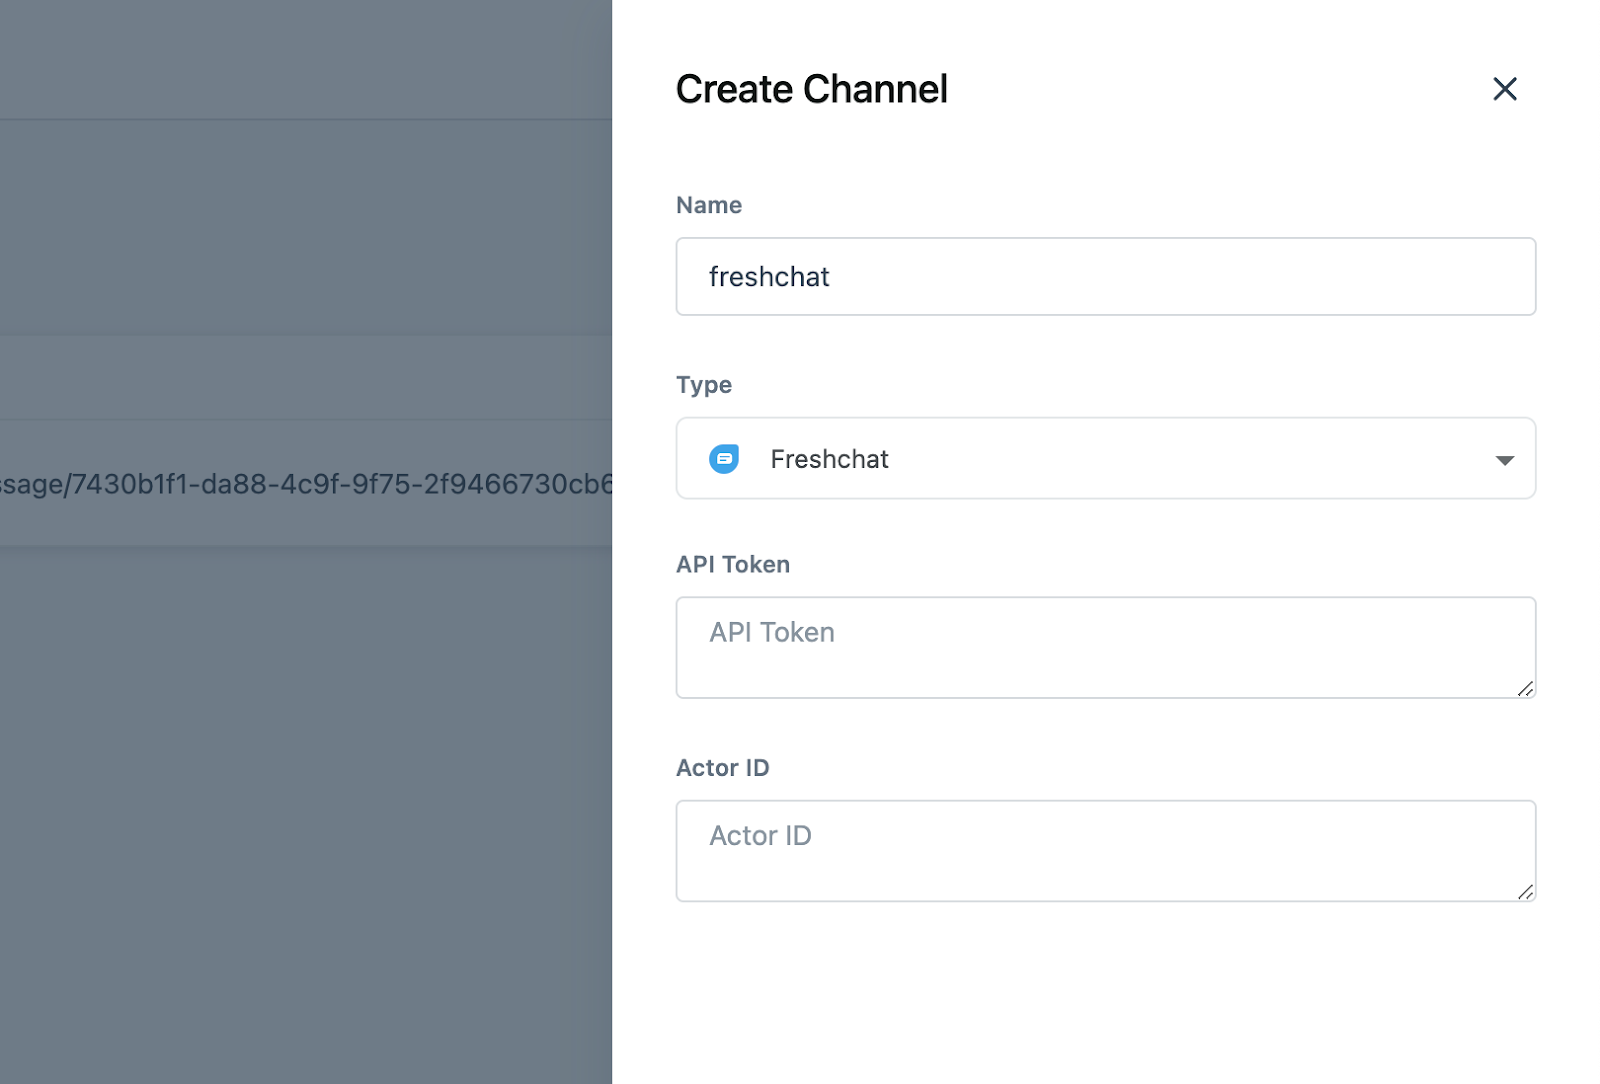 Create Channel
Name
freshchat
Type
Freshchat
ssage/7430b1f1-da88-4c9f-9f75-2f9466730cb6
API Token
API Token
Actor ID
Actor ID